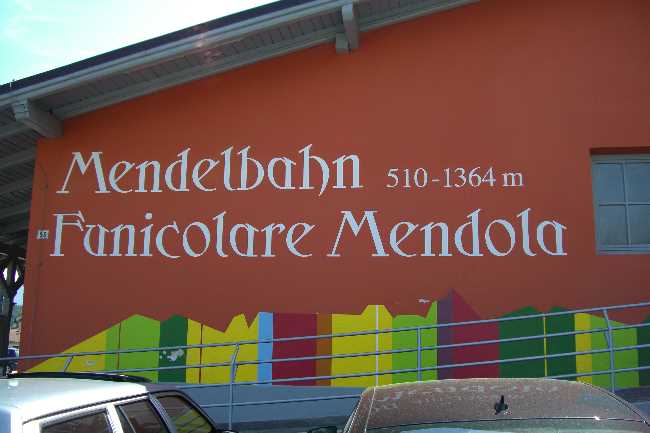 Mendelbahn 510-1364 m
Funicolare Mendola